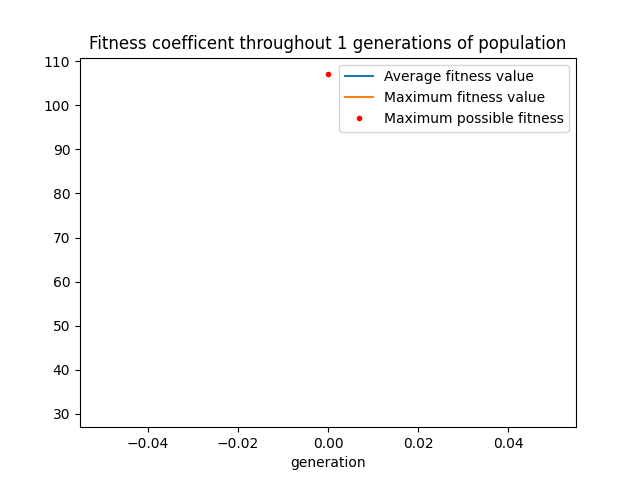 Fitness coefficent throughout 1 generations of population
110
100
90
80
70
60
50
40
30
Average fitness value
Maximum fitness value
Maximum possible fitness
−0.04
−0.02
0.00
0.02
0.04
generation